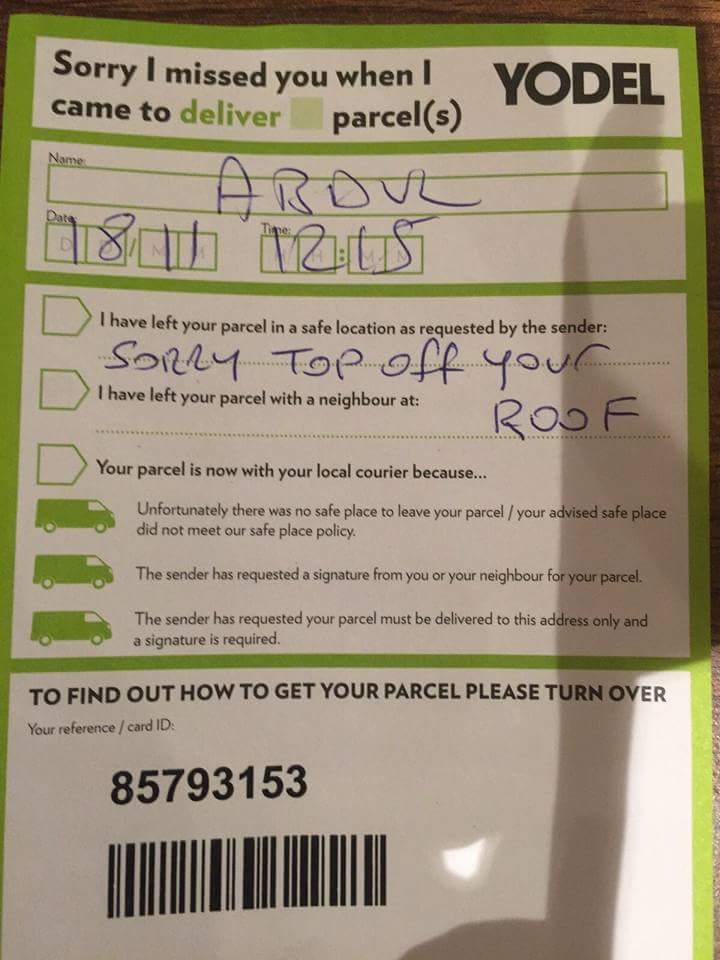 Sorry I missed you when I
came to deliver parcel(s)
YODEL
Name:
ABDUL
Date: Time:
18/11 12:15
I have left your parcel in a safe location as requested by the sender:
SORRY TOP OFF YOUR
I have left your parcel with a neighbour at:
ROOF
Your parcel is now with your local courier because...
Unfortunately there was no safe place to leave your parcel / your advised safe place
did not meet our safe place policy.
The sender has requested a signature from you or your neighbour for your parcel.
The sender has requested your parcel must be delivered to this address only and
a signature is required.
TO FIND OUT HOW TO GET YOUR PARCEL PLEASE TURN OVER
Your reference / card ID:
85793153